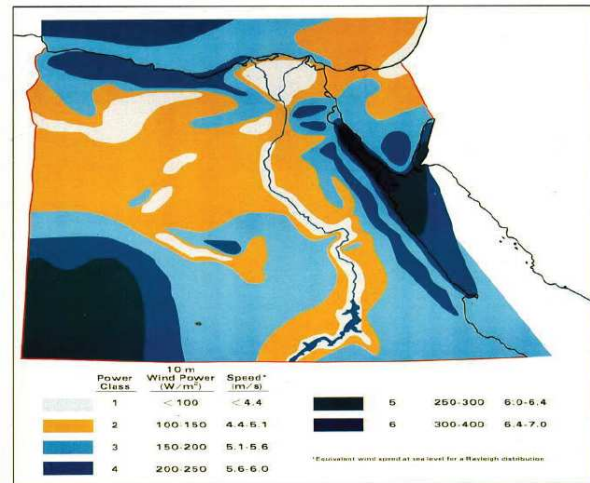 10 m
Power Wind Power Speed*
Class (W/m²) (m/s)
1 <100 <4.4
2 100-150 4.4-5.1
3 150-200 5.1-5.6
4 200-250 5.6-6.0
5 250-300 6.0-6.4
6 300-400 6.4-7.0
*Equivalent wind speed at sea level for a Rayleigh distribution